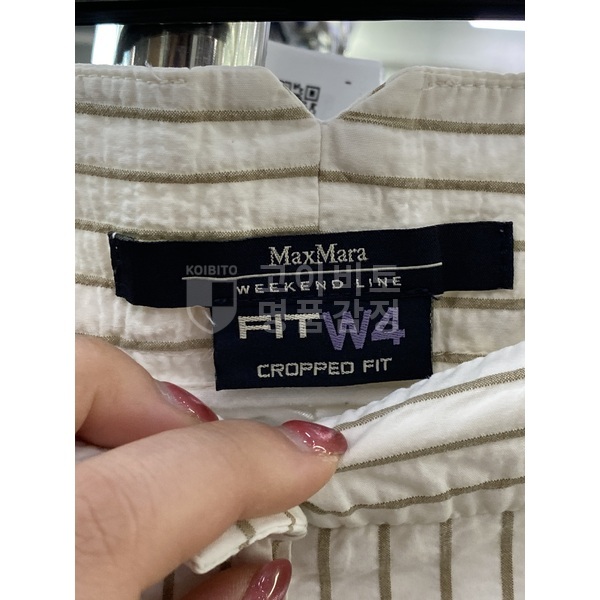 MaxMara
WEEKEND LINE
KOIBITO
코이비토
명품감정
FIT W4
CROPPED FIT